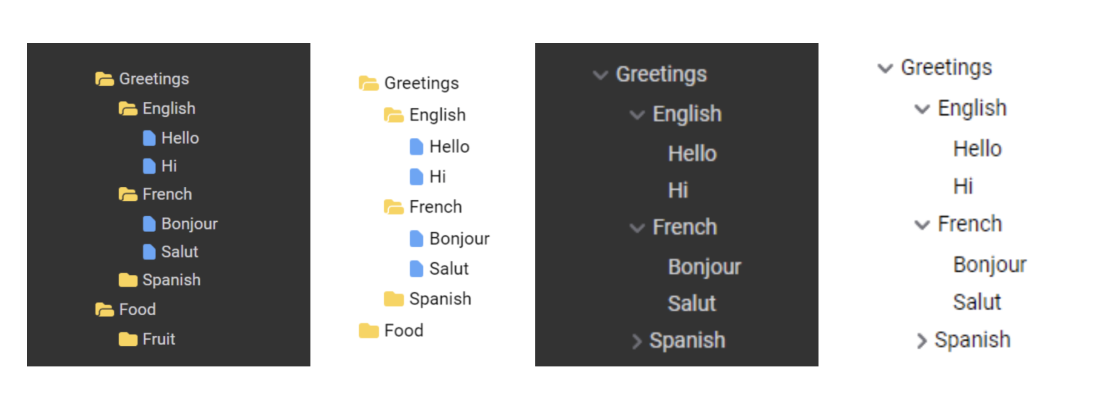 Greetings
English
Hello
Hi
French
Bonjour
Salut
Spanish
Food
Fruit
Greetings
English
Hello
Hi
French
Bonjour
Salut
Spanish
Food
Greetings
English
Hello
Hi
French
Bonjour
Salut
Spanish
Greetings
English
Hello
Hi
French
Bonjour
Salut
Spanish